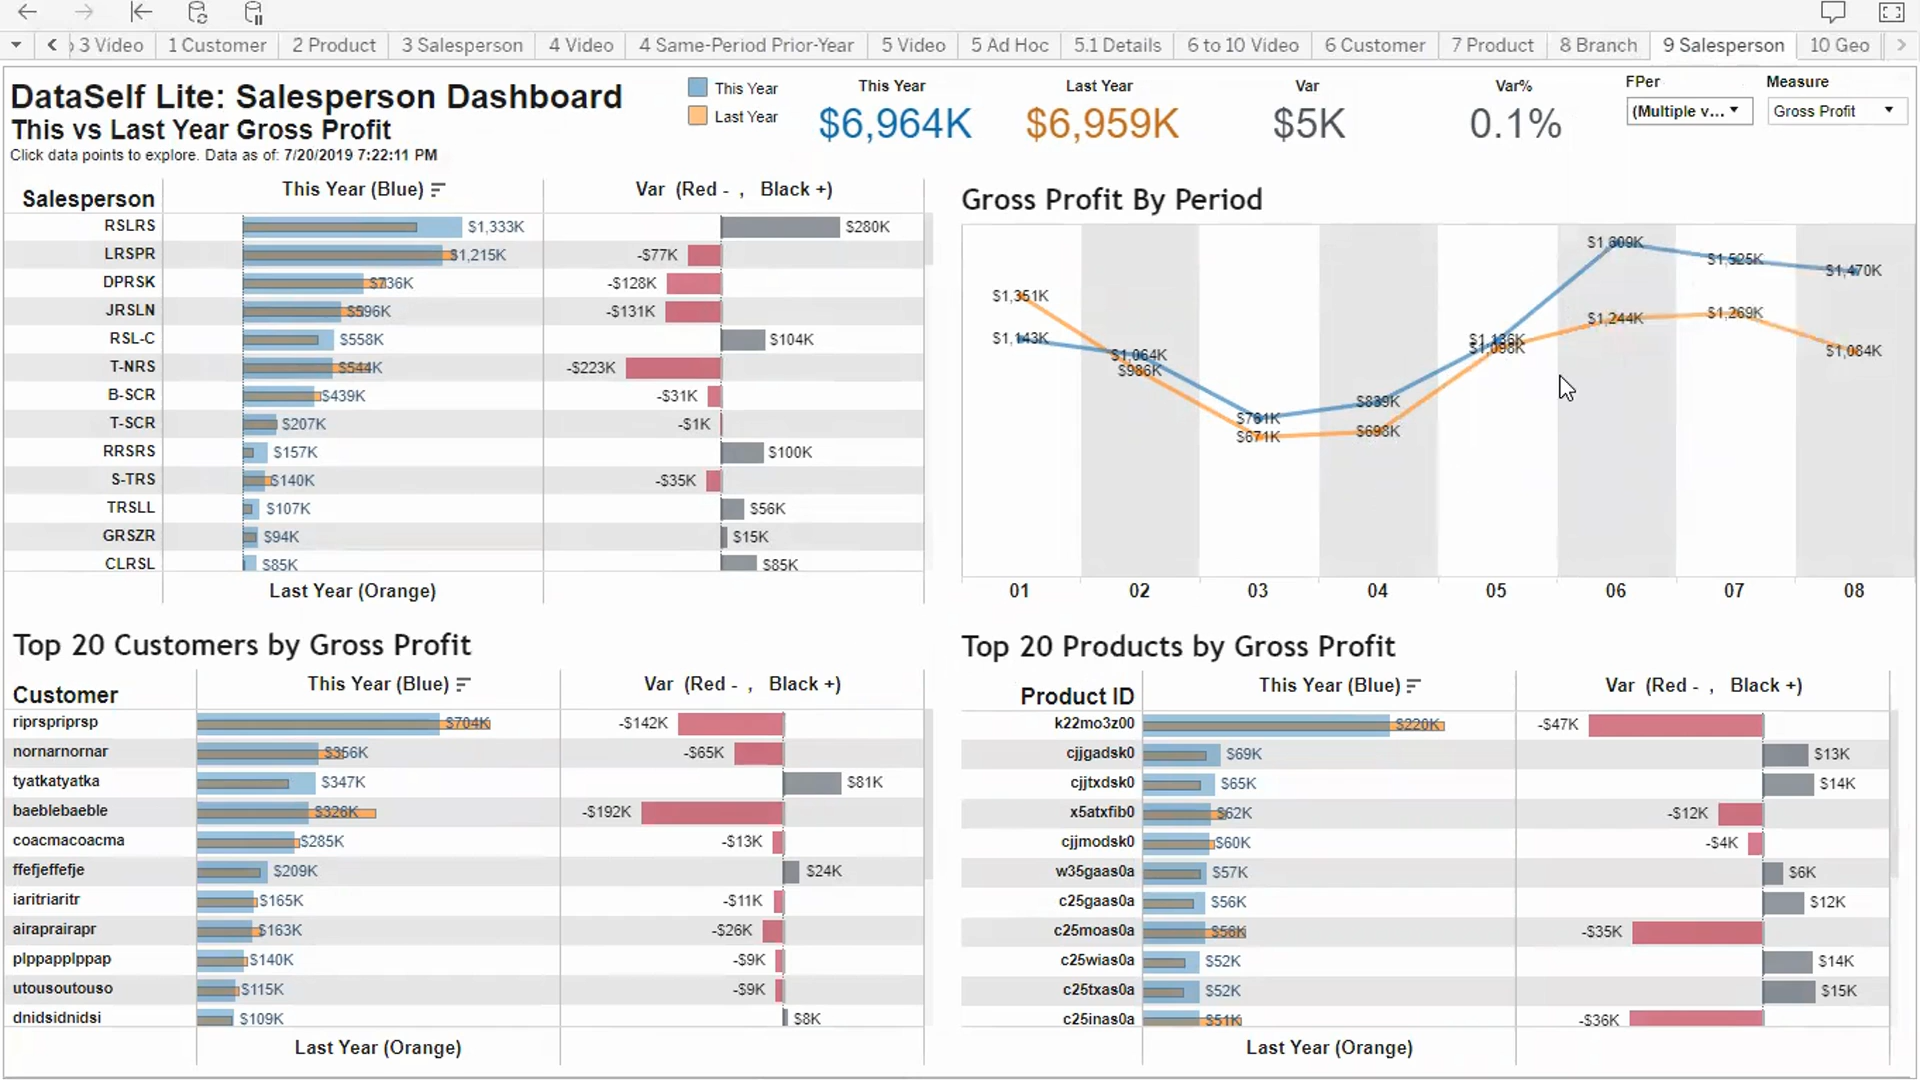 3 Video
1 Customer
2 Product
3 Salesperson
4 Video
4 Same-Period Prior-Year
5 Video
5 Ad Hoc
5.1 Details
6 to 10 Video
6 Customer
7 Product
8 Branch
9 Salesperson
10 Geo
DataSelf Lite: Salesperson Dashboard
This vs Last Year Gross Profit
Click data points to explore. Data as of: 7/20/2019 7:22:11 PM
This Year
Last Year
This Year
$6,964K
Last Year
$6,959K
Var
$5K
Var%
0.1%
FPer
(Multiple v...
Measure
Gross Profit
Salesperson This Year (Blue) Var (Red - , Black +)
RSLRS $1,333K $280K
LRSPR $1,215K -$77K
DPRSK $736K -$128K
JRSLN $596K -$131K
RSL-C $558K $104K
T-NRS $544K -$223K
B-SCR $439K -$31K
T-SCR $207K -$1K
RRSRS $157K $100K
S-TRS $140K -$35K
TRSLL $107K $56K
GRSZR $94K $15K
CLRSL $85K $85K
Last Year (Orange)
Gross Profit By Period
$1,351K
$1,143K
$1,064K
$986K
$761K
$671K
$839K
$698K
$1,136K
$1,098K
$1,609K
$1,244K
$1,525K
$1,269K
$1,470K
$1,084K
01 02 03 04 05 06 07 08
Top 20 Customers by Gross Profit
Customer This Year (Blue) Var (Red - , Black +)
riprspriprsp $704K -$142K
nornarnornar $356K -$65K
tyatkatyatka $347K $81K
baeblebaeble $326K -$192K
coacmacoacma $285K -$13K
ffefjeffefje $209K $24K
iaritriaritr $165K -$11K
airaprairapr $163K -$26K
plppapplppap $140K -$9K
utousoutouso $115K -$9K
dnidsidnidsi $109K $8K
Last Year (Orange)
Top 20 Products by Gross Profit
Product ID This Year (Blue) Var (Red - , Black +)
k22mo3z00 $220K -$47K
cjjgadsk0 $69K $13K
cjjtxdsk0 $65K $14K
x5atxfib0 $62K -$12K
cjjmodsk0 $60K -$4K
w35gaas0a $57K $6K
c25gaas0a $56K $12K
c25moas0a -$35K
c25wias0a $52K $14K
c25txas0a $52K $15K
c25inas0a $51K -$36K
Last Year (Orange)